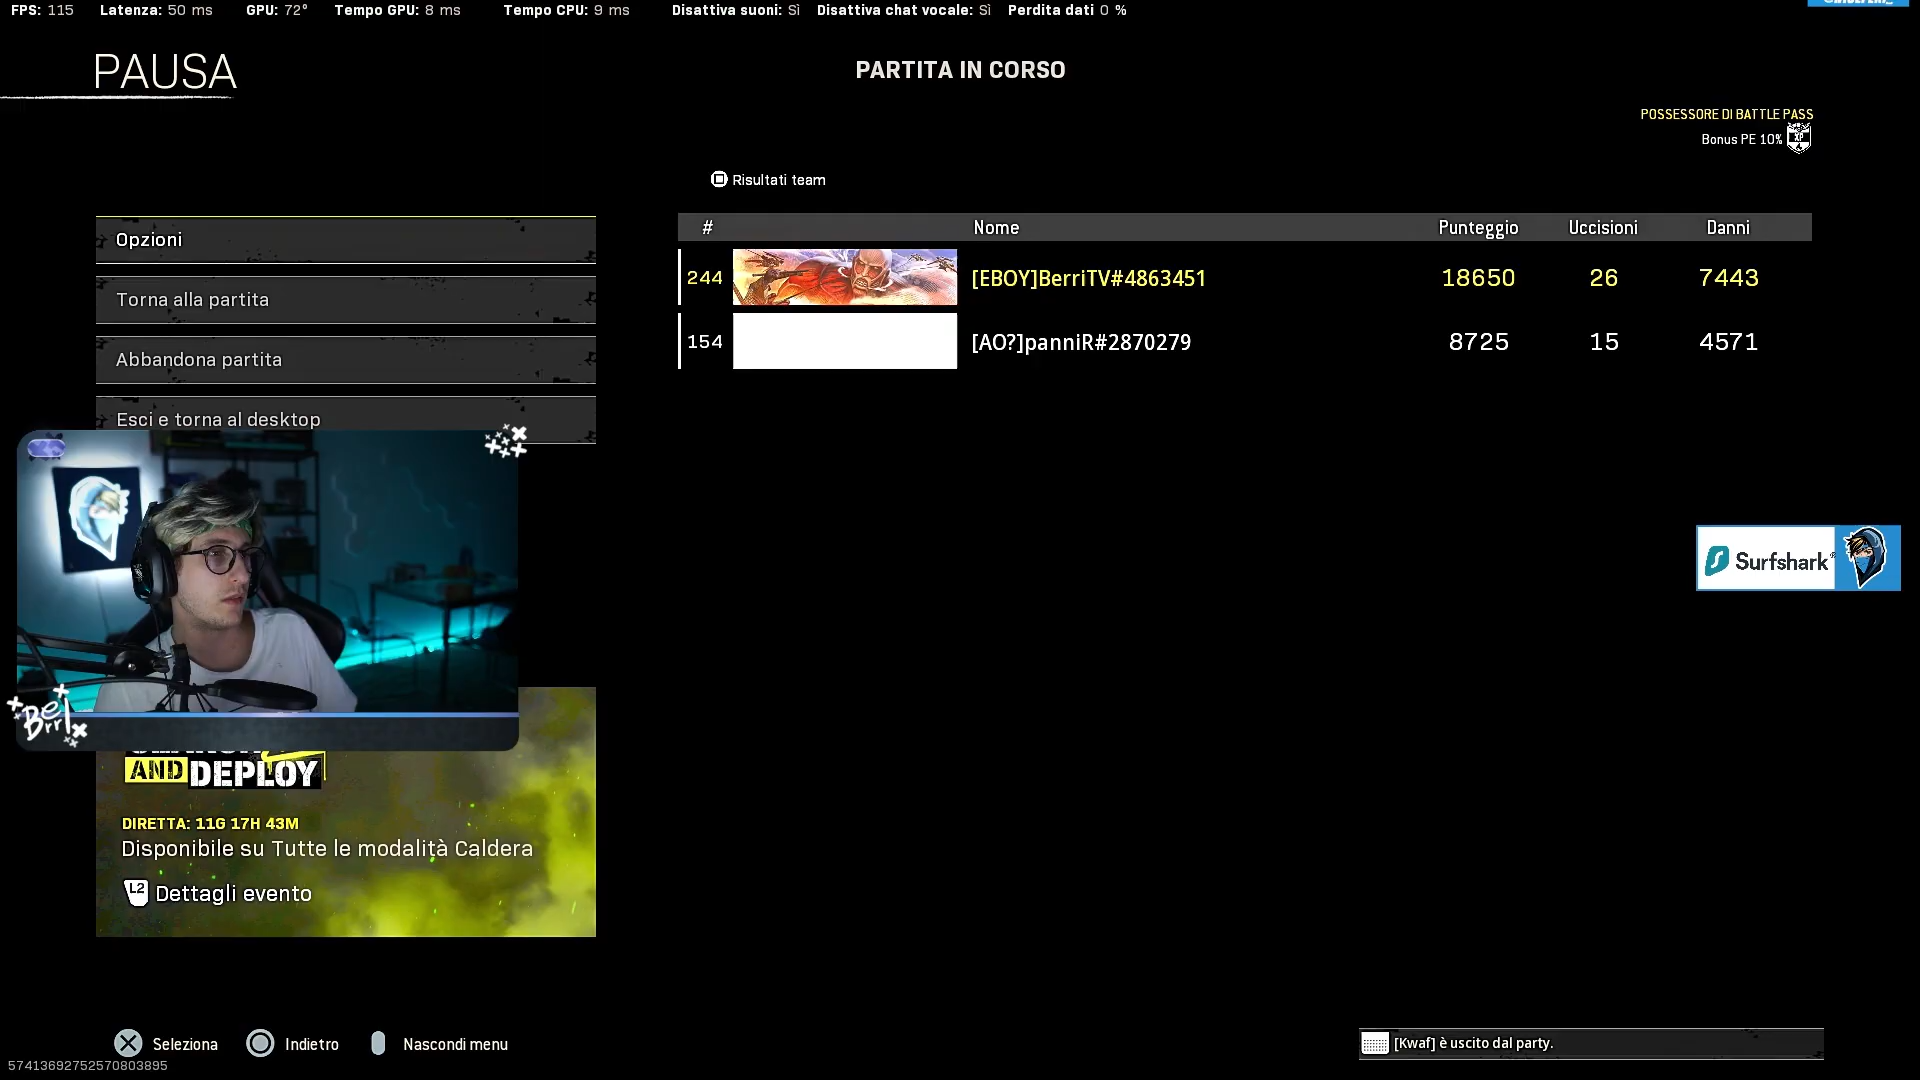 FPS: 115 Latenza: 50 ms GPU: 72° Tempo GPU: 8 ms Tempo CPU: 9 ms Disattiva suoni: Sì Disattiva chat vocale: Sì Perdita dati 0 %
PAUSA
PARTITA IN CORSO
POSSESSORE DI BATTLE PASS
Bonus PE 10% XP
Risultati team
Opzioni
Torna alla partita
Abbandona partita
Esci e torna al desktop
# Nome Punteggio Uccisioni Danni
244 [EBOY]BerriTV#4863451 18650 26 7443
154 [AO?]panniR#2870279 8725 15 4571
Surfshark®
Berri
AND DEPLOY
DIRETTA: 11G 17H 43M
Disponibile su Tutte le modalità Caldera
L2 Dettagli evento
Seleziona Indietro Nascondi menu
[Kwaf] è uscito dal party.
57413692752570803895